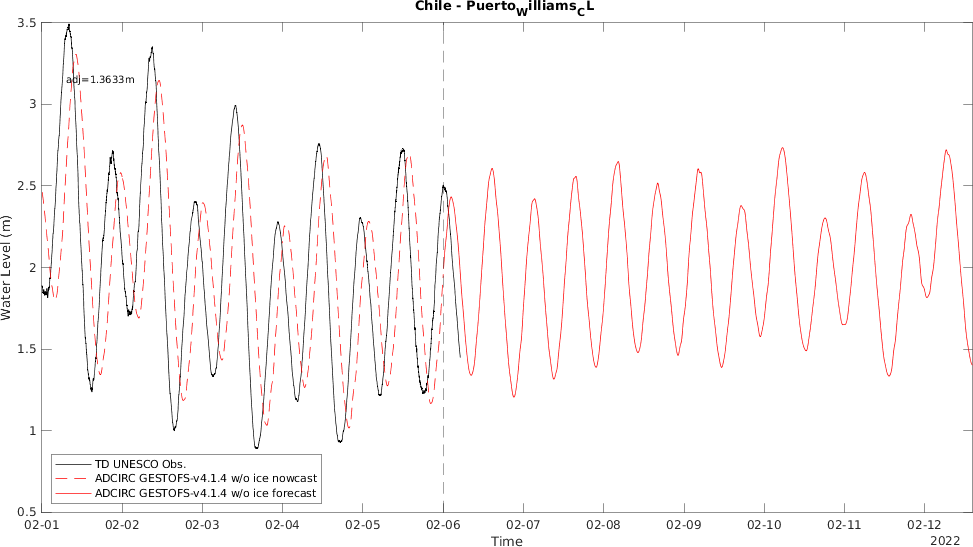 Chile - Puerto_Williams_CL
adj=1.3633m
3.5
3
2.5
2
1.5
1
0.5
Water Level (m)
TD UNESCO Obs.
ADCIRC GESTOFS-v4.1.4 w/o ice nowcast
ADCIRC GESTOFS-v4.1.4 w/o ice forecast
02-01 02-02 02-03 02-04 02-05 02-06 02-07 02-08 02-09 02-10 02-11 02-12
Time
2022